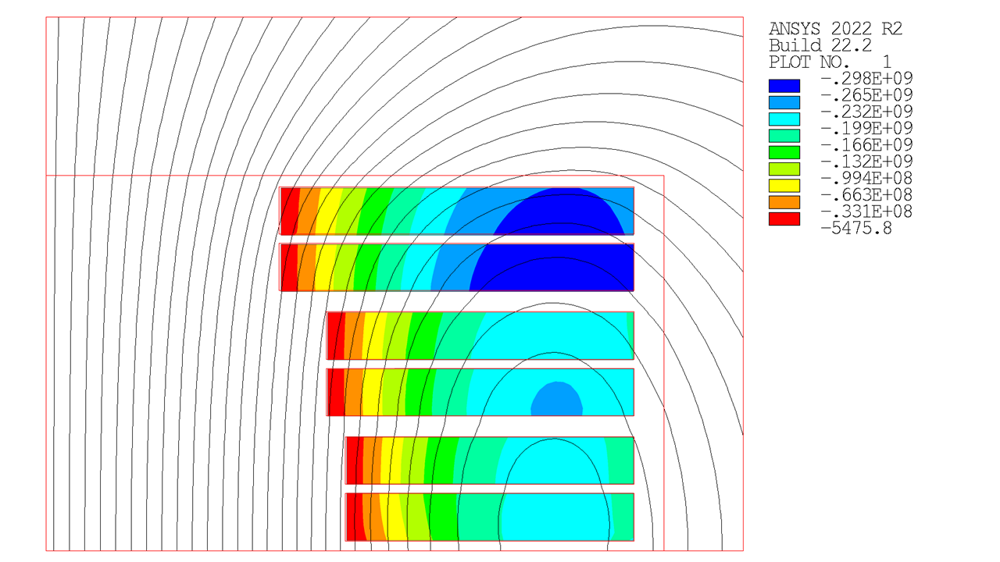 ANSYS 2022 R2
Build 22.2
PLOT NO. 1
-.298E+09
-.265E+09
-.232E+09
-.199E+09
-.166E+09
-.132E+09
-.994E+08
-.663E+08
-.331E+08
-5475.8